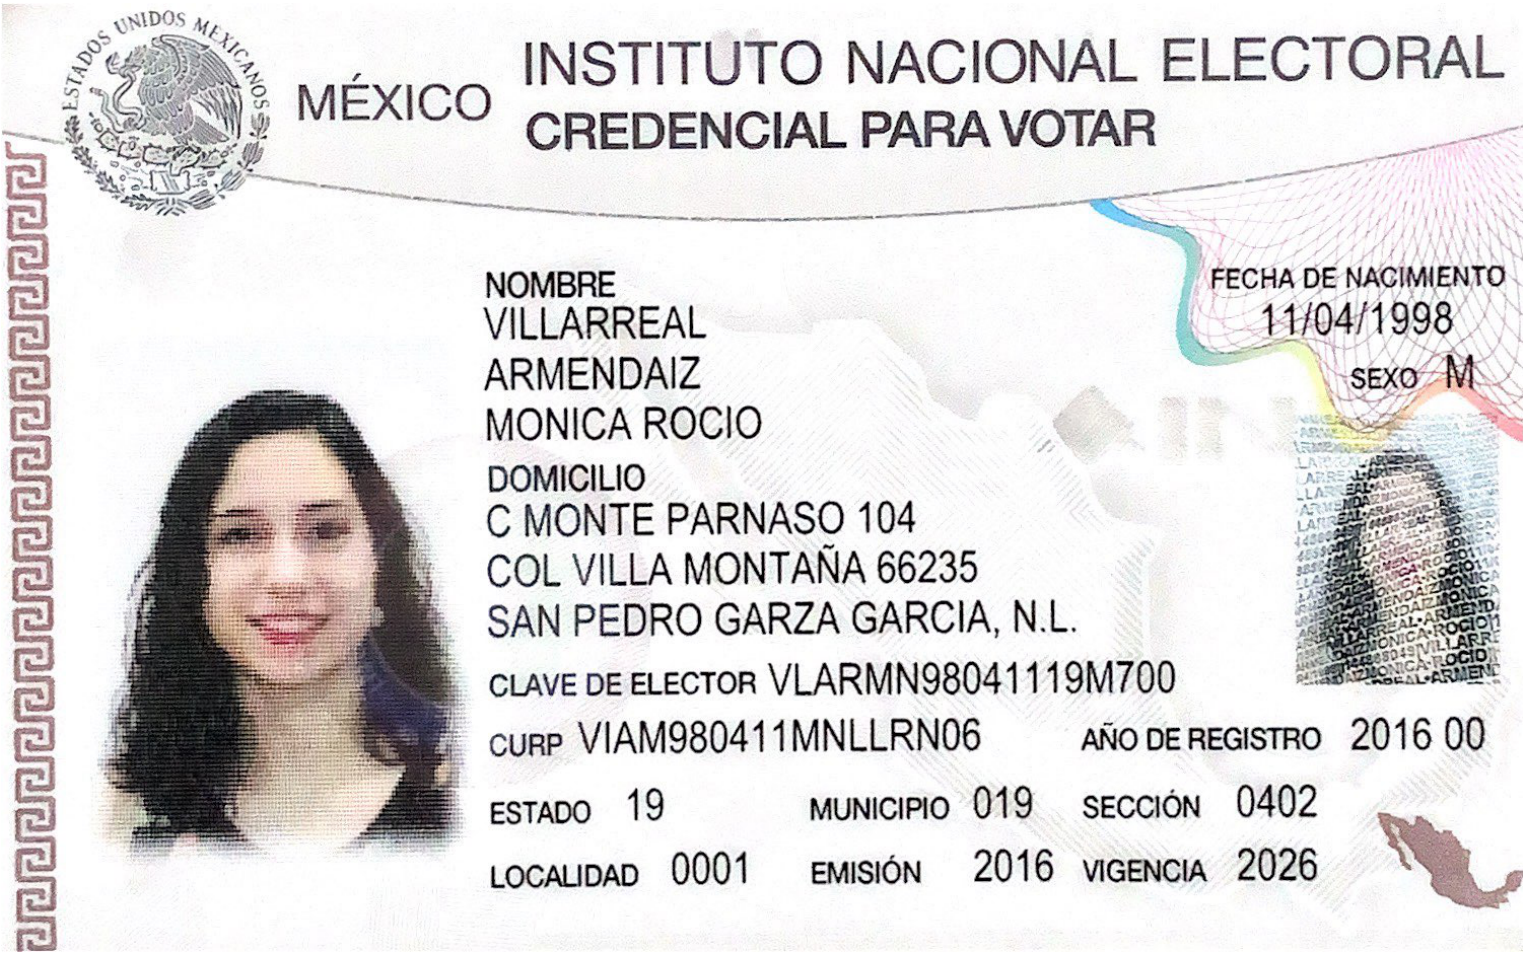 ESTADOS UNIDOS MEXICANOS
MÉXICO
INSTITUTO NACIONAL ELECTORAL
CREDENCIAL PARA VOTAR
NOMBRE
VILLARREAL
ARMENDAIZ
MONICA ROCIO
FECHA DE NACIMIENTO
11/04/1998
SEXO M
DOMICILIO
C MONTE PARNASO 104
COL VILLA MONTAÑA 66235
SAN PEDRO GARZA GARCIA, N.L.
CLAVE DE ELECTOR VLARMN98041119M700
CURP VIAM980411MNLLRN06 AÑO DE REGISTRO 2016 00
ESTADO 19 MUNICIPIO 019 SECCIÓN 0402
LOCALIDAD 0001 EMISIÓN 2016 VIGENCIA 2026